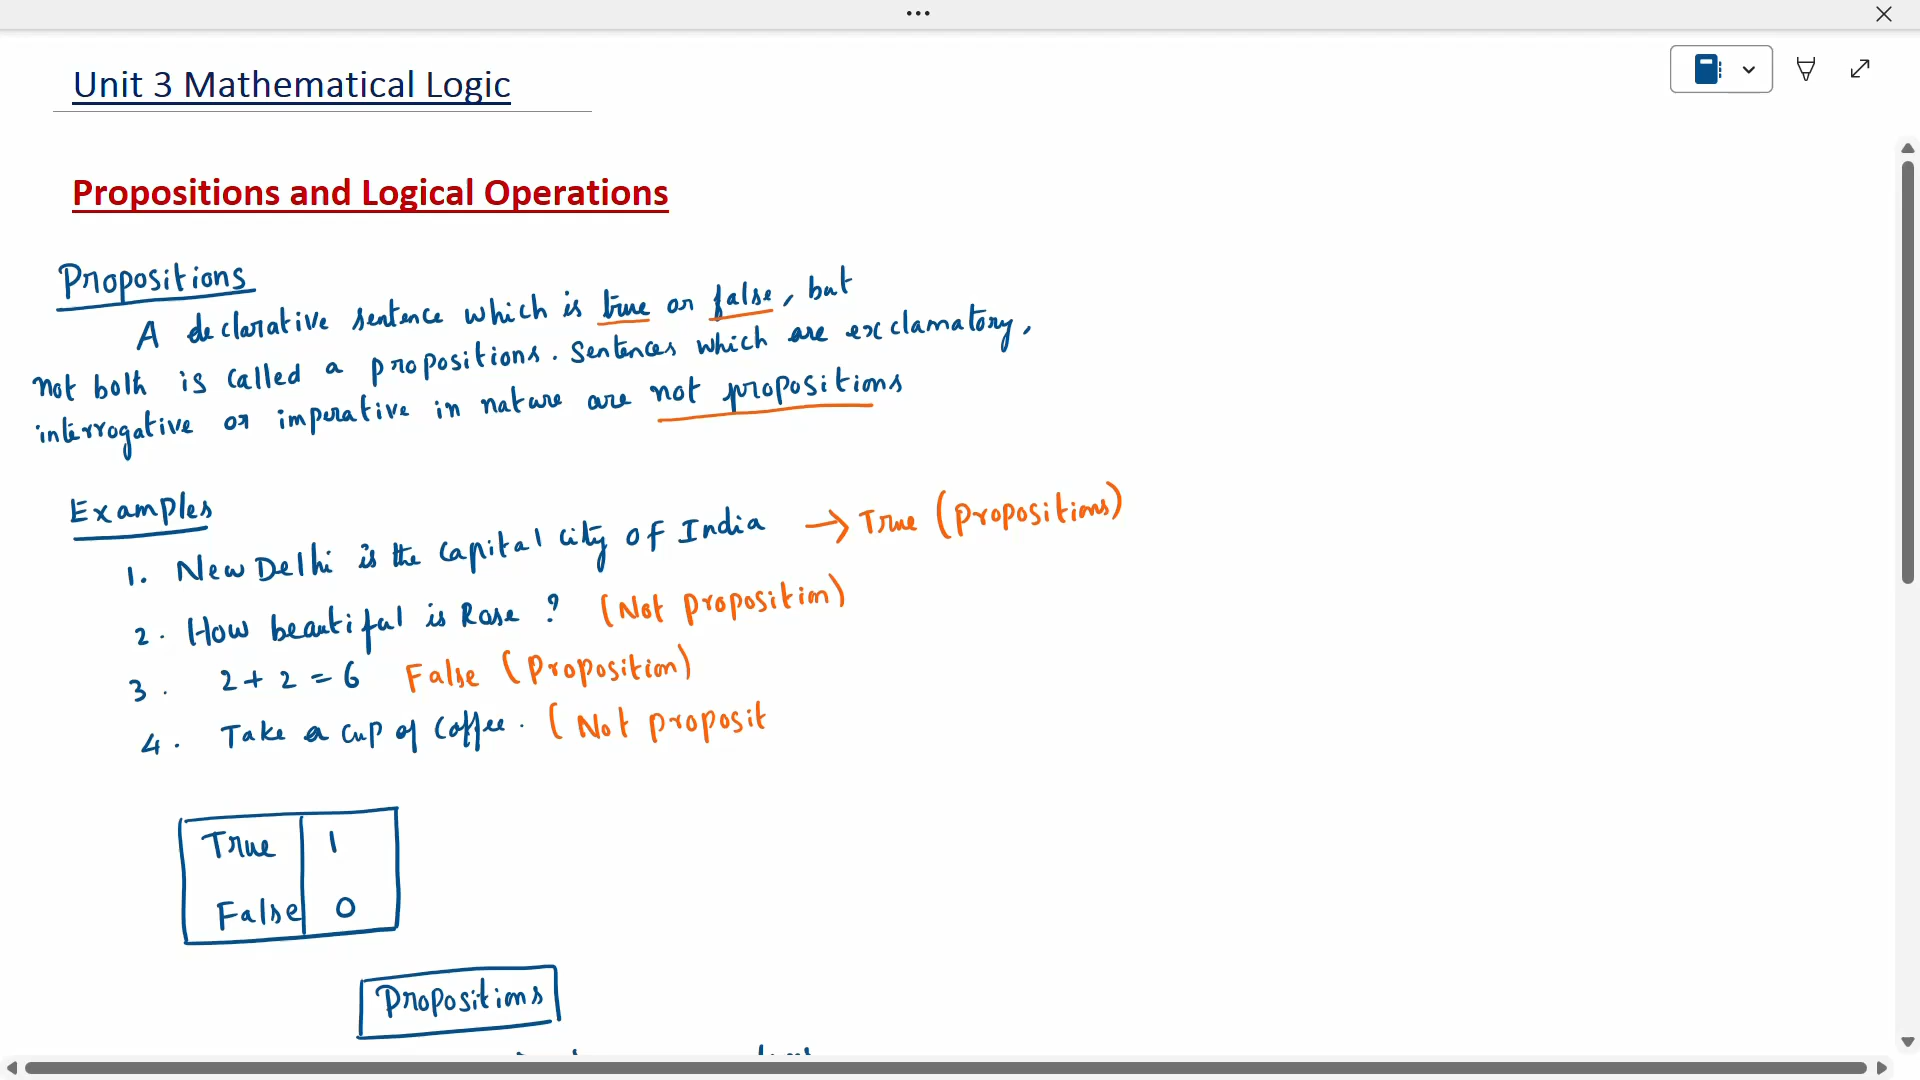 Unit 3 Mathematical Logic
Propositions and Logical Operations
Propositions
A declarative sentence which is true or false, but
not both is called a propositions. Sentences which are exclamatory,
interrogative or imperative in nature are not propositions
Examples
1. New Delhi is the capital city of India → True (propositions)
2. How beautiful is Rose ? (Not proposition)
3. 2 + 2 = 6 False (Proposition)
4. Take a cup of coffee. (Not proposit
True 1
False 0
Propositions